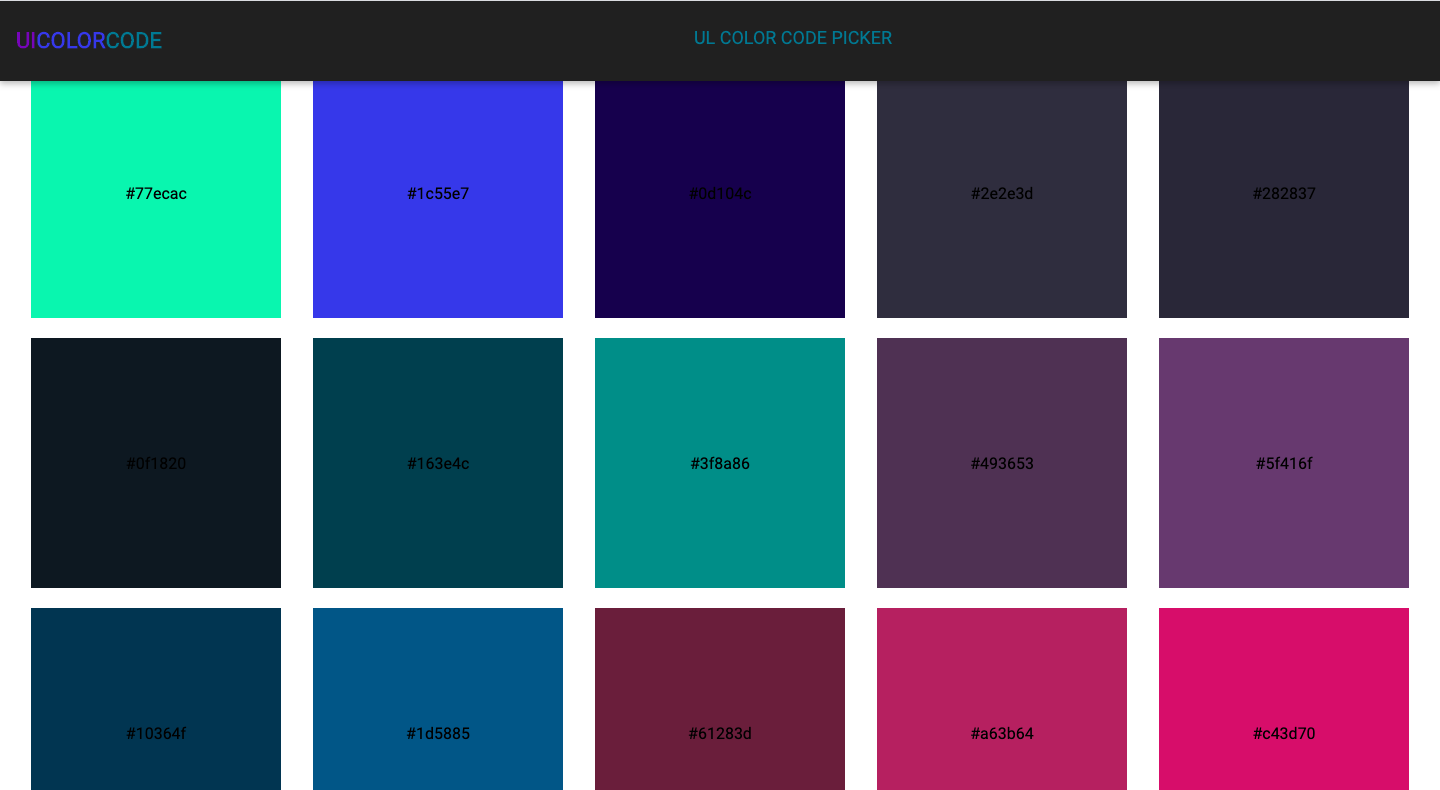 UICOLORCODE
UL COLOR CODE PICKER
#77ecac
#1c55e7
#0d104c
#2e2e3d
#282837
#0f1820
#163e4c
#3f8a86
#493653
#5f416f
#10364f
#1d5885
#61283d
#a63b64
#c43d70